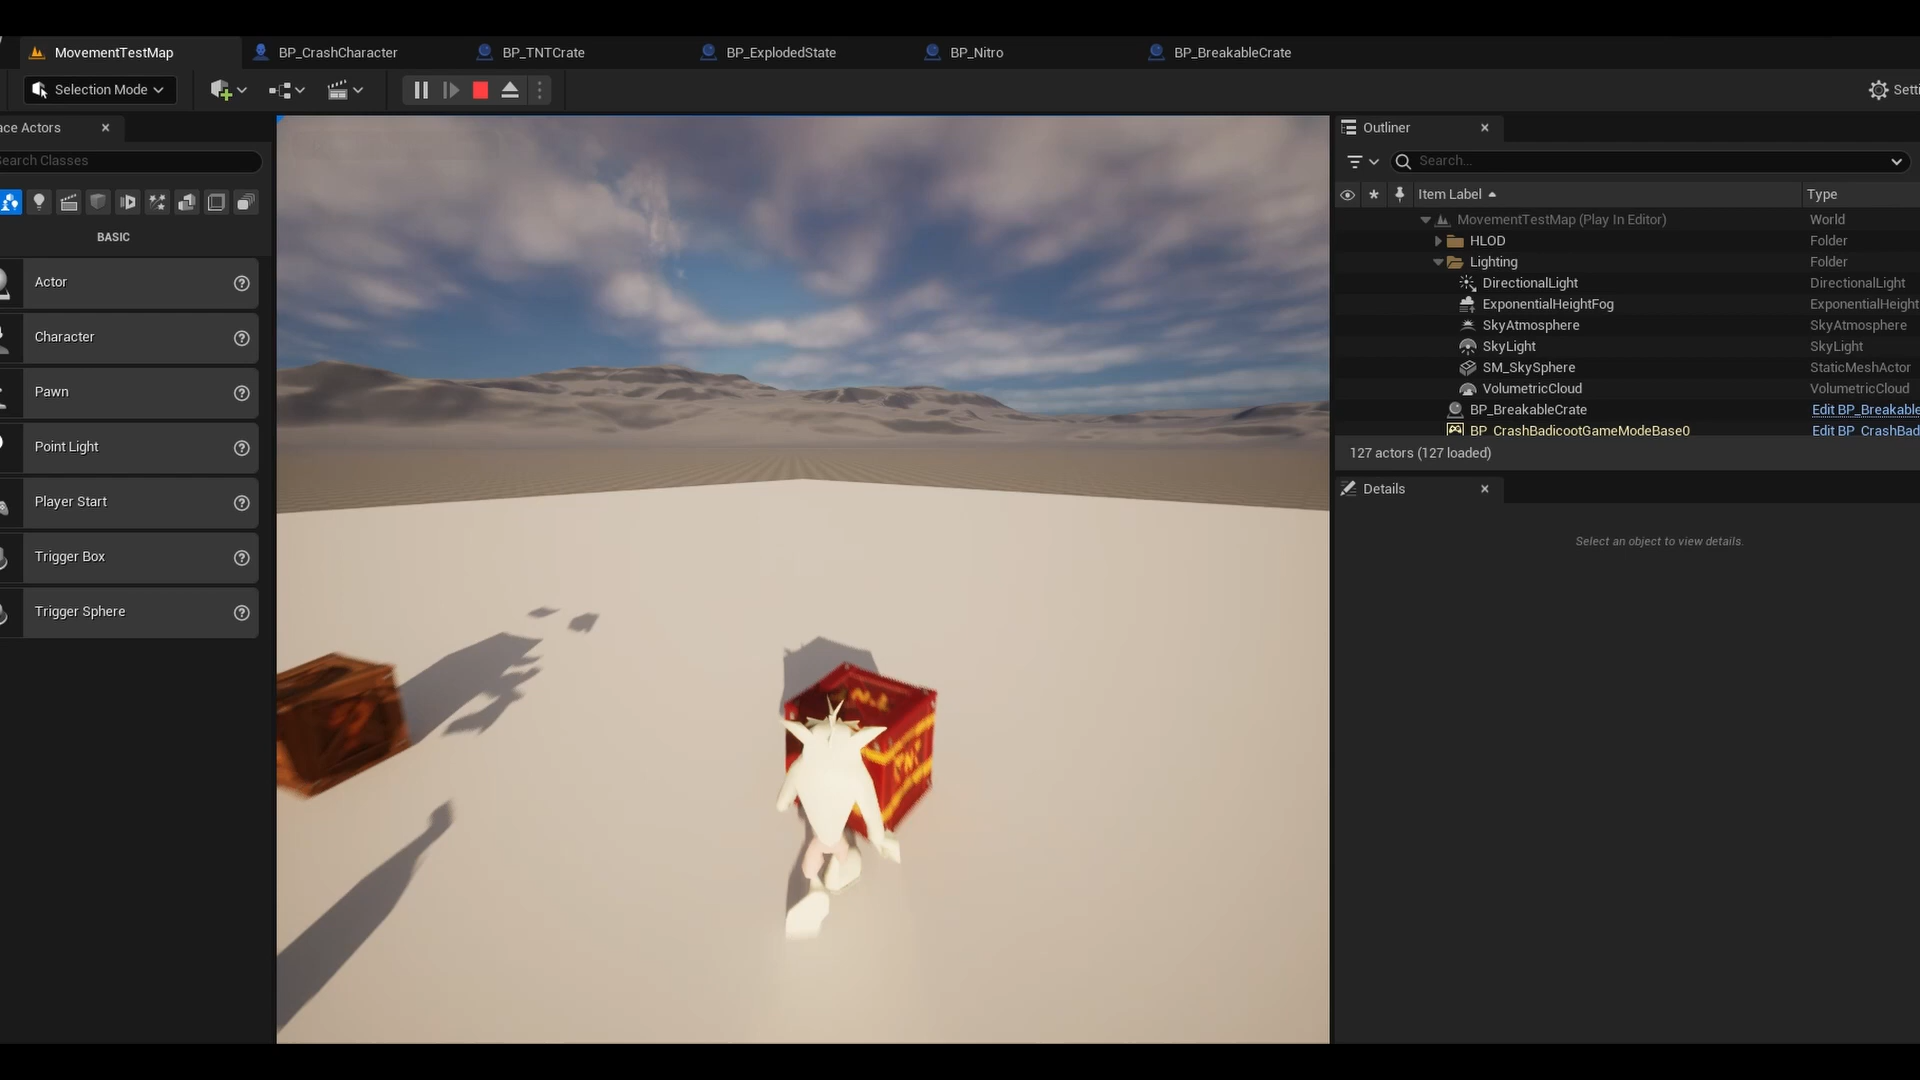 MovementTestMap
BP_CrashCharacter
BP_TNTCrate
BP_ExplodedState
BP_Nitro
BP_BreakableCrate
Selection Mode
Setti
ace Actors
Search Classes
BASIC
Actor
Character
Pawn
Point Light
Player Start
Trigger Box
Trigger Sphere
Outliner
Search...
Item Label Type
MovementTestMap (Play In Editor) World
HLOD Folder
Lighting Folder
DirectionalLight DirectionalLight
ExponentialHeightFog ExponentialHeight
SkyAtmosphere SkyAtmosphere
SkyLight SkyLight
SM_SkySphere StaticMeshActor
VolumetricCloud VolumetricCloud
BP_BreakableCrate Edit BP_Breakable
BP_CrashBadicootGameModeBase0 Edit BP_CrashBad
127 actors (127 loaded)
Details
Select an object to view details.